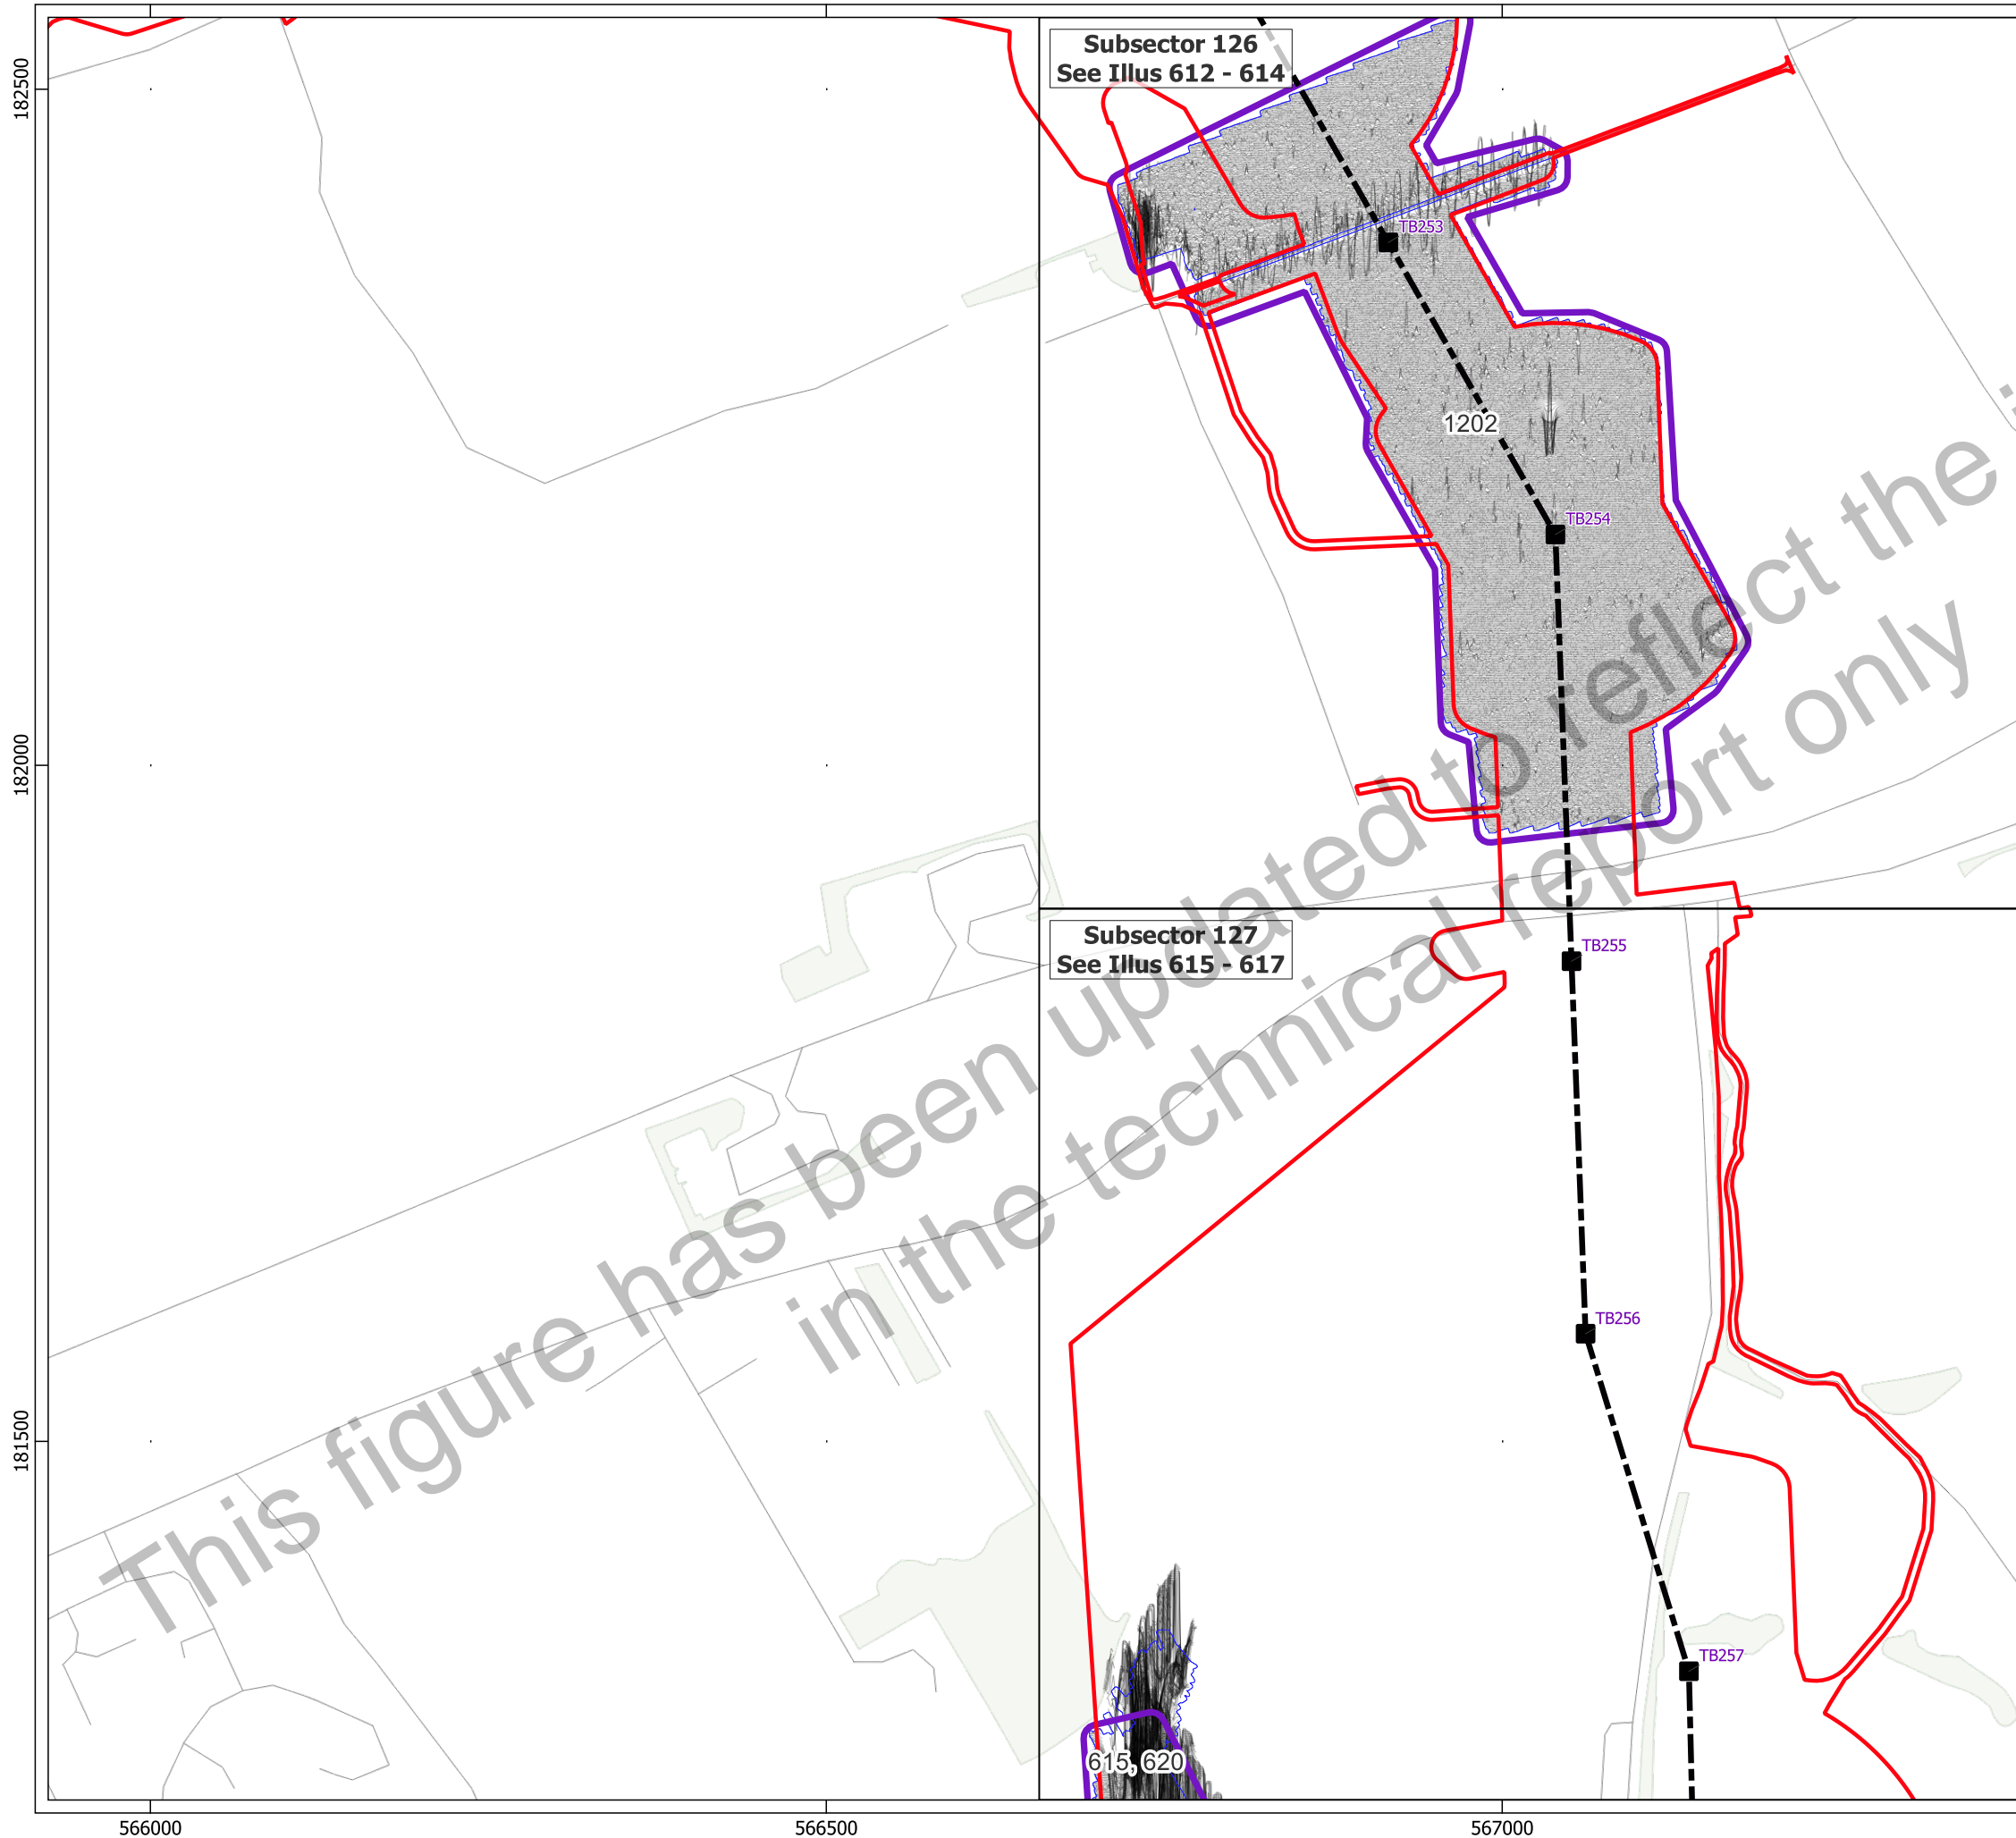 Subsector 126
See Illus 612 - 614
TB253
1202
TB254
Subsector 127
See Illus 615 - 617
TB255
TB256
TB257
615, 620
182500
182000
181500
566000
566500
567000
This figure has been updated to reflect the
in the technical report only